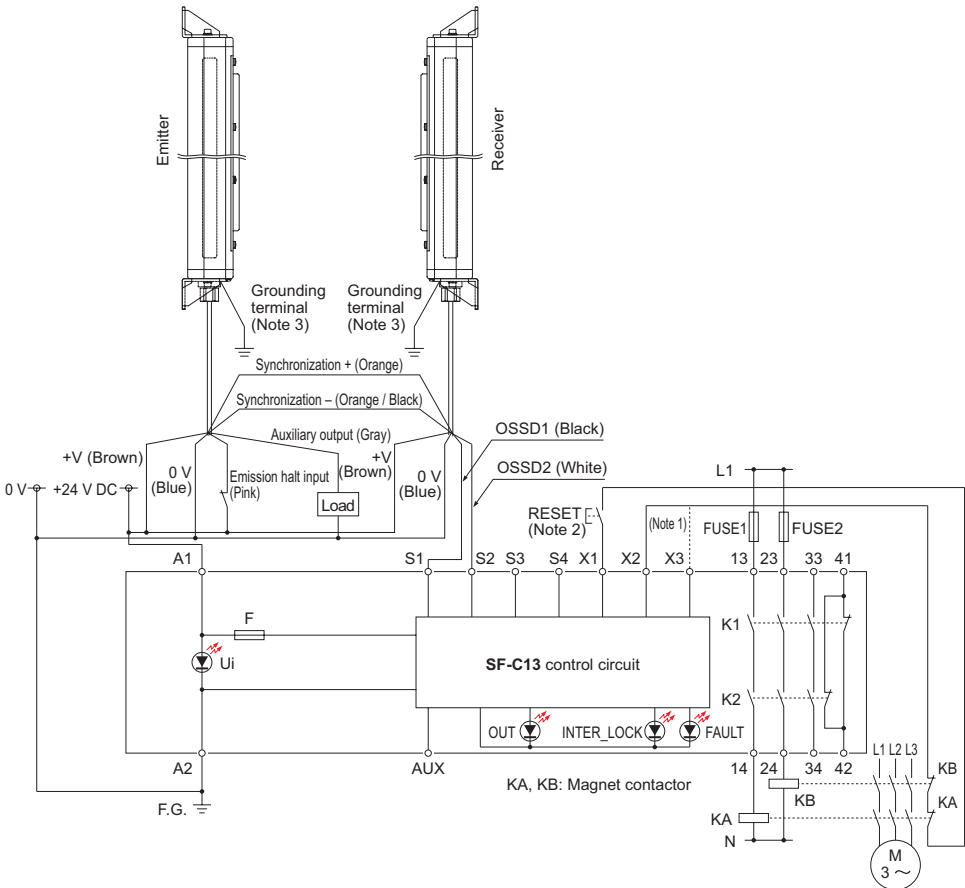 Emitter
Receiver
Grounding
terminal
(Note 3)
Grounding
terminal
(Note 3)
Synchronization + (Orange)
Synchronization – (Orange / Black)
Auxiliary output (Gray)
OSSD1 (Black)
OSSD2 (White)
+V (Brown)
0 V
(Blue)
Emission halt input
(Pink)
Load
+V
(Brown)
0 V
(Blue)
0 V
+24 V DC
RESET
(Note 2)
(Note 1)
L1
FUSE1
FUSE2
A1
S1
S2
S3
S4
X1
X2
X3
13
23
33
41
F
Ui
SF-C13 control circuit
K1
K2
OUT
INTER_LOCK
FAULT
A2
AUX
14
24
34
42
L1 L2 L3
KB
KA
KA, KB: Magnet contactor
KB
KA
N
F.G.
M
3 ~